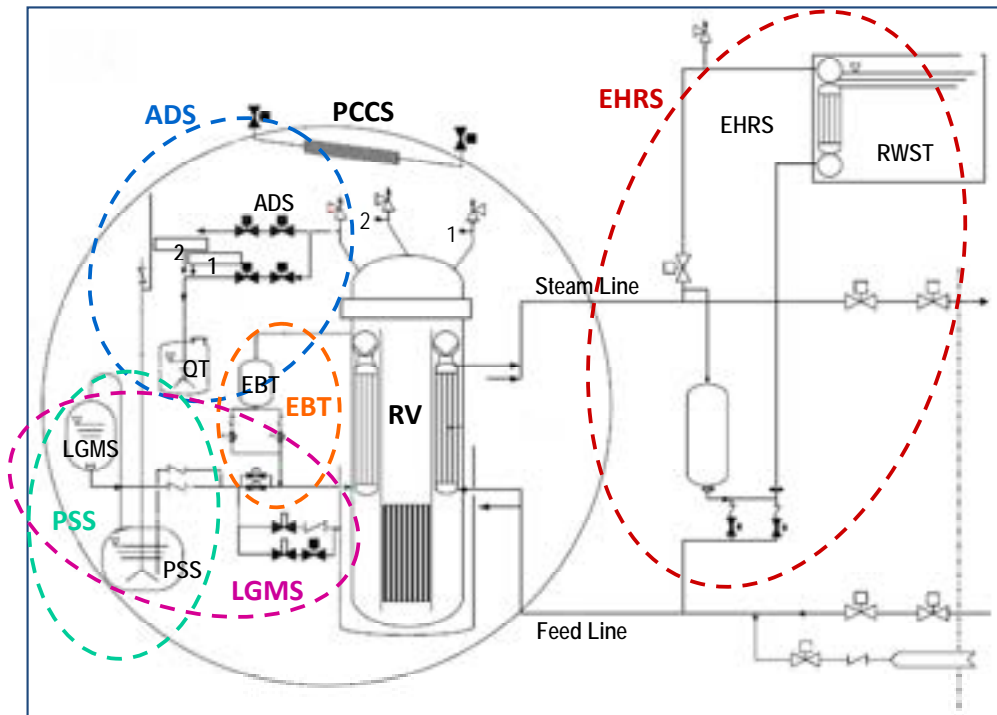 EHRS
ADS
PCCS
EHRS
RWST
ADS
2
1
2
1
Steam Line
QT
EBT
EBT
RV
LGMS
PSS
PSS
LGMS
Feed Line